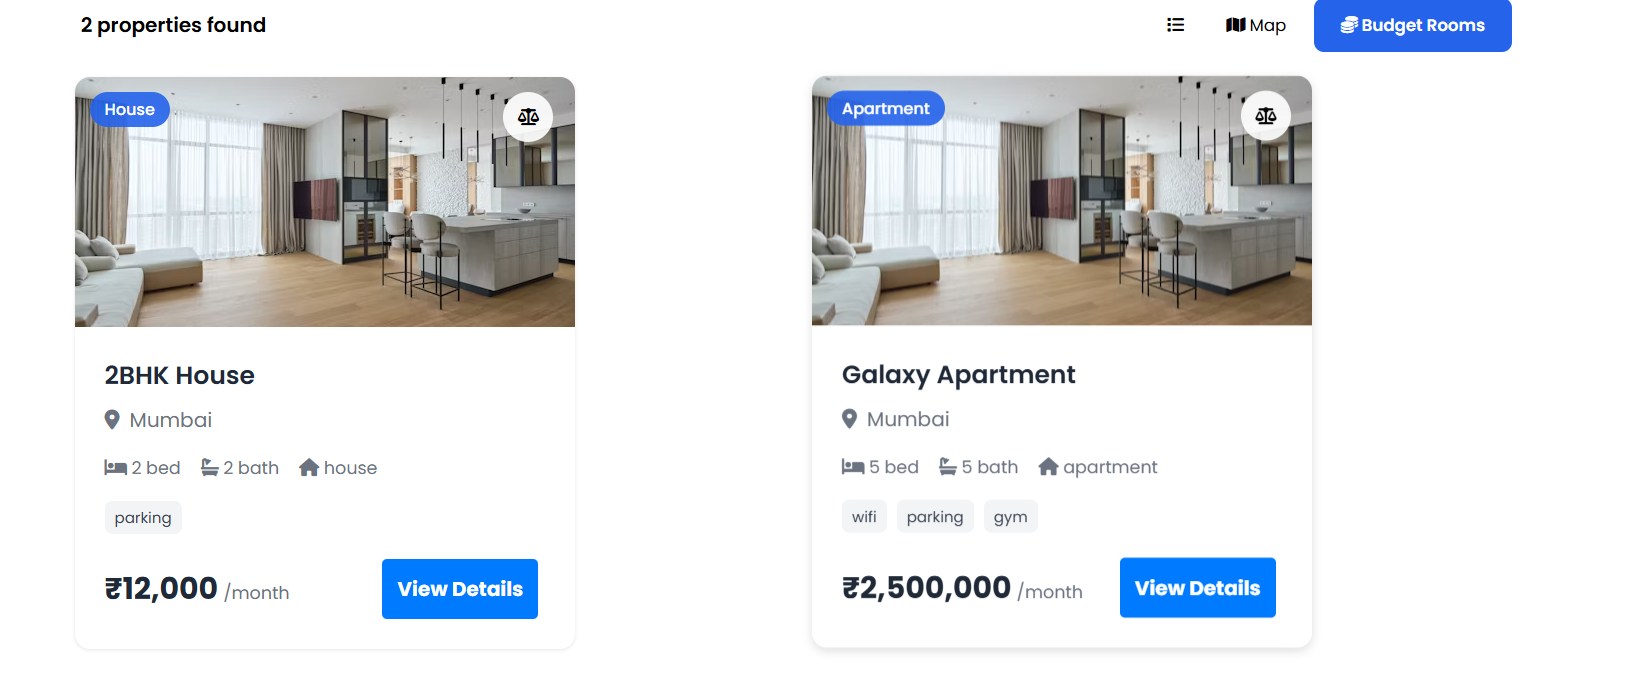 2 properties found
Map
Budget Rooms
House
2BHK House
Mumbai
2 bed 2 bath house
parking
₹12,000 /month
View Details
Apartment
Galaxy Apartment
Mumbai
5 bed 5 bath apartment
wifi parking gym
₹2,500,000 /month
View Details